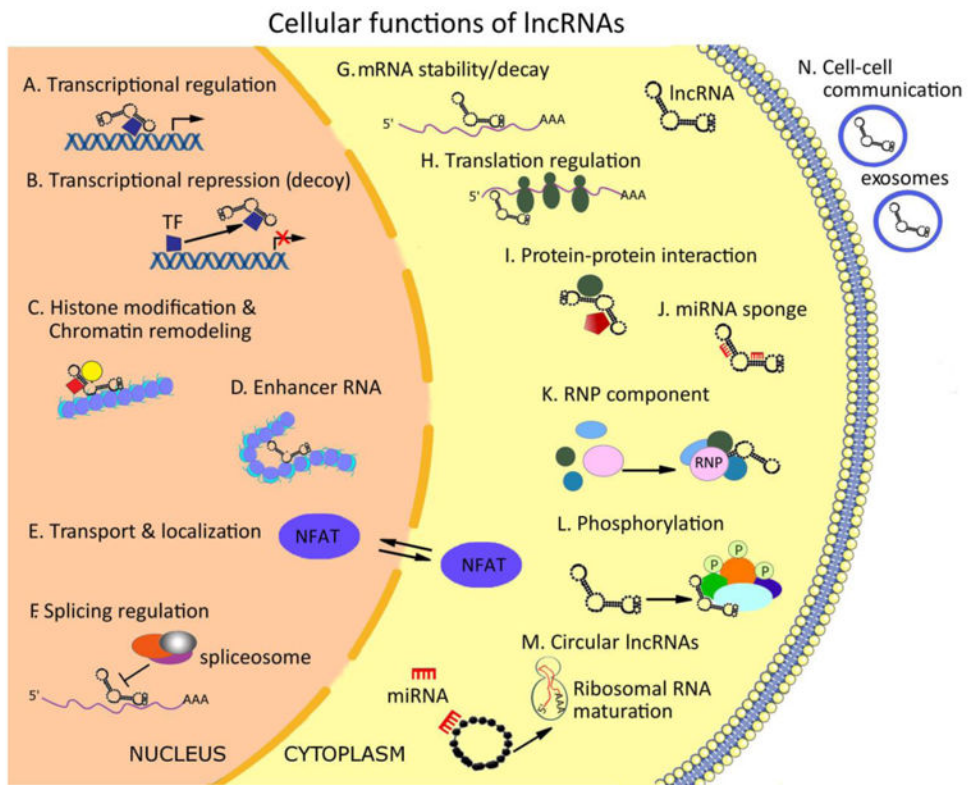 Cellular functions of lncRNAs
A. Transcriptional regulation
B. Transcriptional repression (decoy)
TF
C. Histone modification &
Chromatin remodeling
D. Enhancer RNA
E. Transport & localization
NFAT
NFAT
F. Splicing regulation
spliceosome
5'
AAA
NUCLEUS
G. mRNA stability/decay
5'
AAA
lncRNA
H. Translation regulation
5'
AAA
I. Protein-protein interaction
J. miRNA sponge
K. RNP component
RNP
L. Phosphorylation
P
P
P
M. Circular lncRNAs
miRNA
5'
AAA
Ribosomal RNA
maturation
CYTOPLASM
N. Cell-cell
communication
exosomes